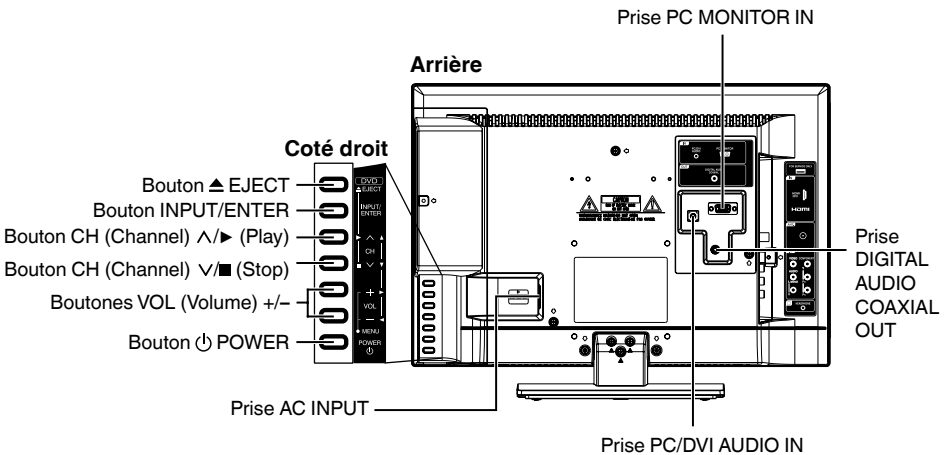 Prise PC MONITOR IN
Arrière
Coté droit
Bouton ⏏ EJECT
Bouton INPUT/ENTER
Bouton CH (Channel) ∧/► (Play)
Bouton CH (Channel) ∨/■ (Stop)
Boutones VOL (Volume) +/–
Bouton ⏻ POWER
DVD
⏏ EJECT
INPUT/
ENTER
► ∧ ▲
CH
■ ∨ ▼
+ ►
VOL
–
● MENU
POWER
⏻
HDMI
Prise
DIGITAL
AUDIO
COAXIAL
OUT
Prise AC INPUT
Prise PC/DVI AUDIO IN